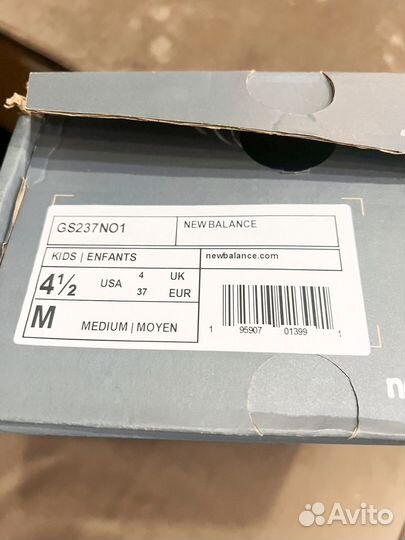 GS237NO1
NEW BALANCE
KIDS | ENFANTS
newbalance.com
4½ USA 4 UK
37 EUR
M MEDIUM | MOYEN
1 95907 01399 1
n
Avito